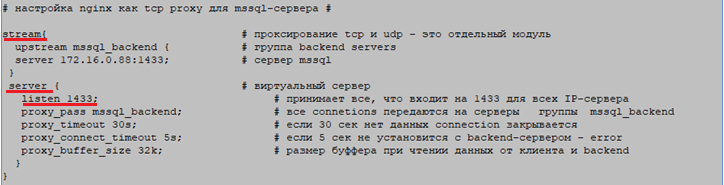 # настройка nginx как tcp proxy для mssql-сервера #
stream{ # проксирование tcp и udp - это отдельный модуль
upstream mssql_backend { # группа backend servers
server 172.16.0.88:1433; # сервер mssql
}
server { # виртуальный сервер
listen 1433; # принимает все, что входит на 1433 для всех IP-сервера
proxy_pass mssql_backend; # все connetions передаются на серверы группы mssql_backend
proxy_timeout 30s; # если 30 сек нет данных connection закрывается
proxy_connect_timeout 5s; # если 5 сек не установится с backend-сервером - error
proxy_buffer_size 32k; # размер буффера при чтении данных от клиента и backend
}
}